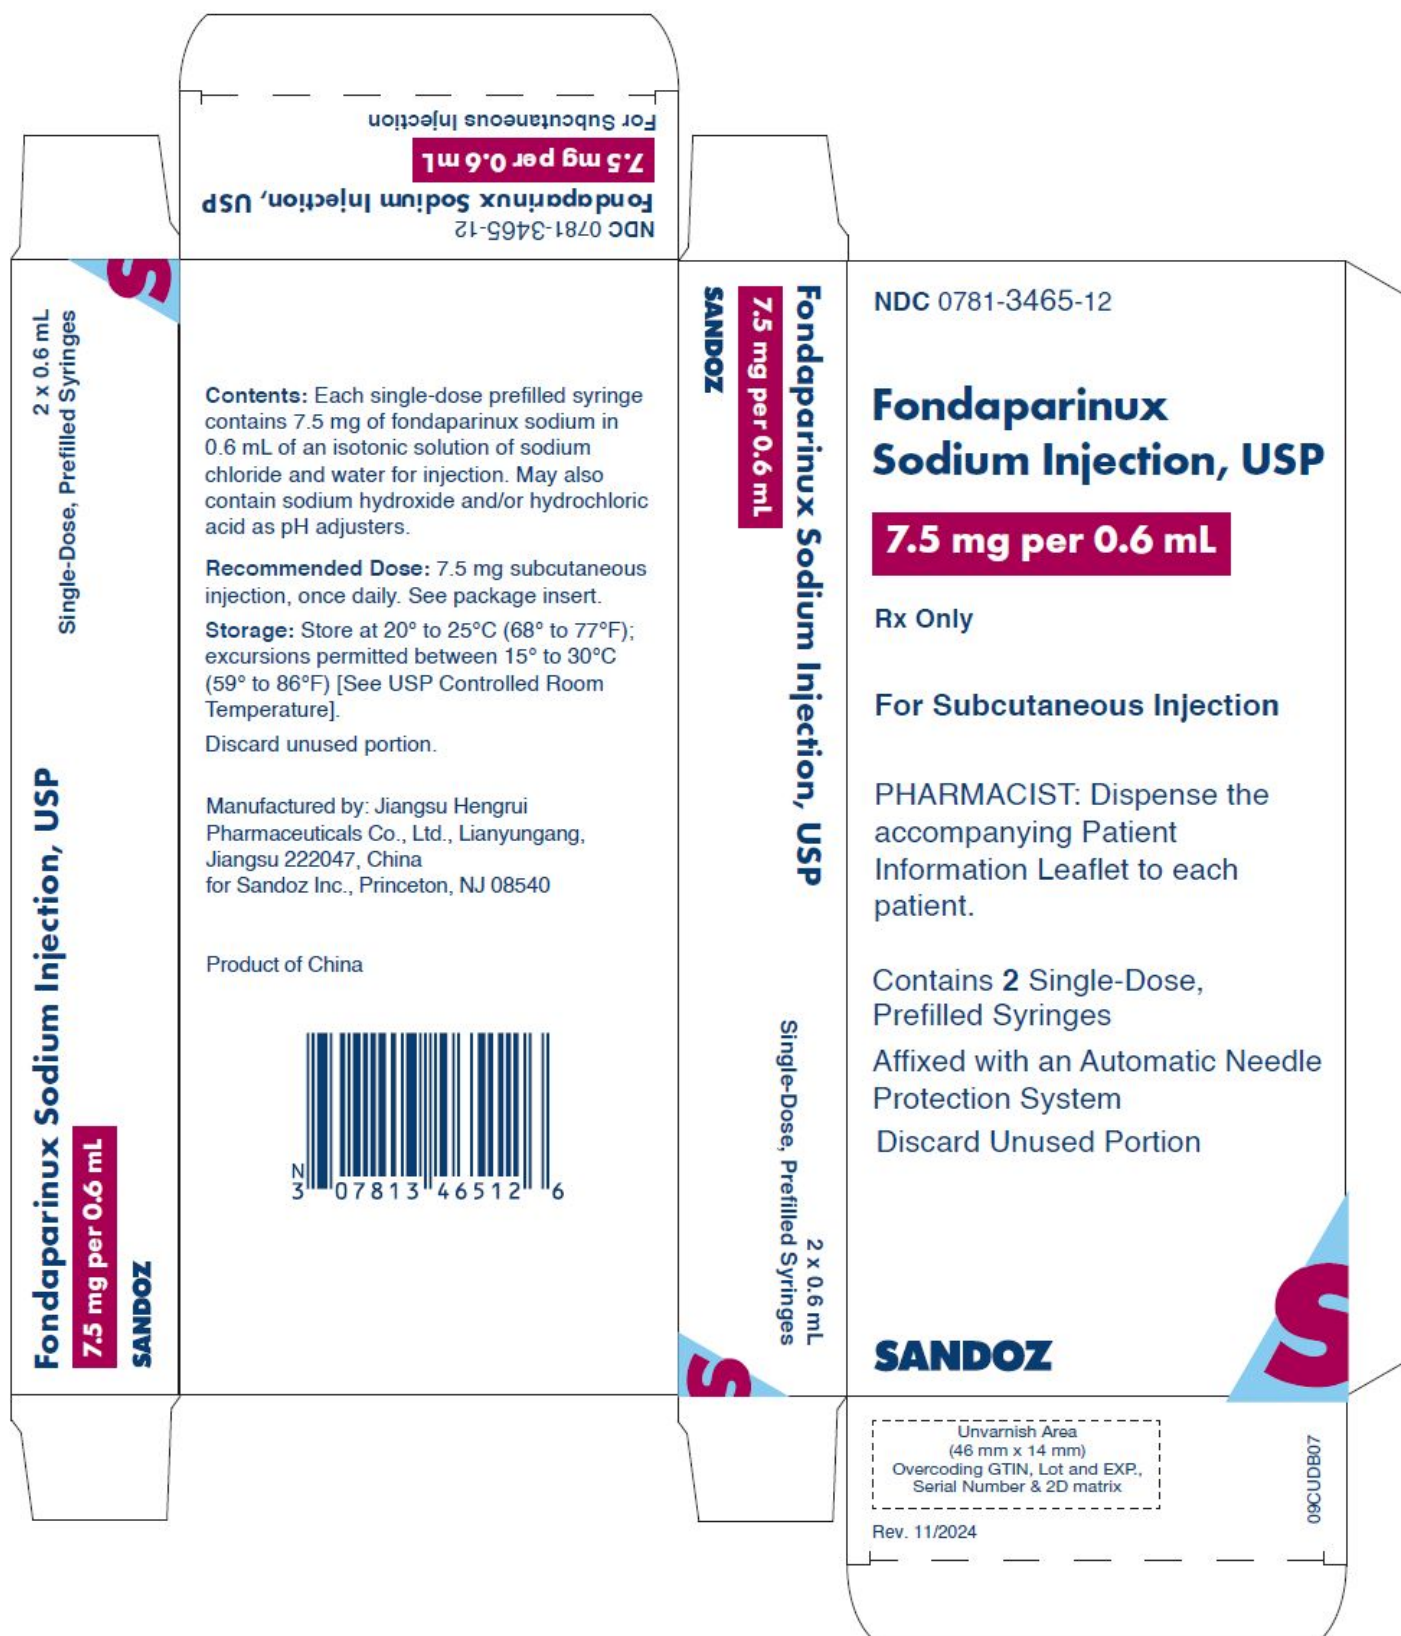 For Subcutaneous Injection
7.5 mg per 0.6 mL
Fondaparinux Sodium Injection, USP
NDC 0781-3465-12
2 x 0.6 mL
Single-Dose, Prefilled Syringes
Fondaparinux Sodium Injection, USP
7.5 mg per 0.6 mL
SANDOZ
S
Contents: Each single-dose prefilled syringe
contains 7.5 mg of fondaparinux sodium in
0.6 mL of an isotonic solution of sodium
chloride and water for injection. May also
contain sodium hydroxide and/or hydrochloric
acid as pH adjusters.
Recommended Dose: 7.5 mg subcutaneous
injection, once daily. See package insert.
Storage: Store at 20° to 25°C (68° to 77°F);
excursions permitted between 15° to 30°C
(59° to 86°F) [See USP Controlled Room
Temperature].
Discard unused portion.
Manufactured by: Jiangsu Hengrui
Pharmaceuticals Co., Ltd., Lianyungang,
Jiangsu 222047, China
for Sandoz Inc., Princeton, NJ 08540
Product of China
N
3 07813 46512 6
Fondaparinux Sodium Injection, USP
7.5 mg per 0.6 mL
SANDOZ
2 x 0.6 mL
Single-Dose, Prefilled Syringes
S
NDC 0781-3465-12
Fondaparinux
Sodium Injection, USP
7.5 mg per 0.6 mL
Rx Only
For Subcutaneous Injection
PHARMACIST: Dispense the
accompanying Patient
Information Leaflet to each
patient.
Contains 2 Single-Dose,
Prefilled Syringes
Affixed with an Automatic Needle
Protection System
Discard Unused Portion
SANDOZ
S
Unvarnish Area
(46 mm x 14 mm)
Overcoding GTIN, Lot and EXP.,
Serial Number & 2D matrix
Rev. 11/2024
09CUDB07